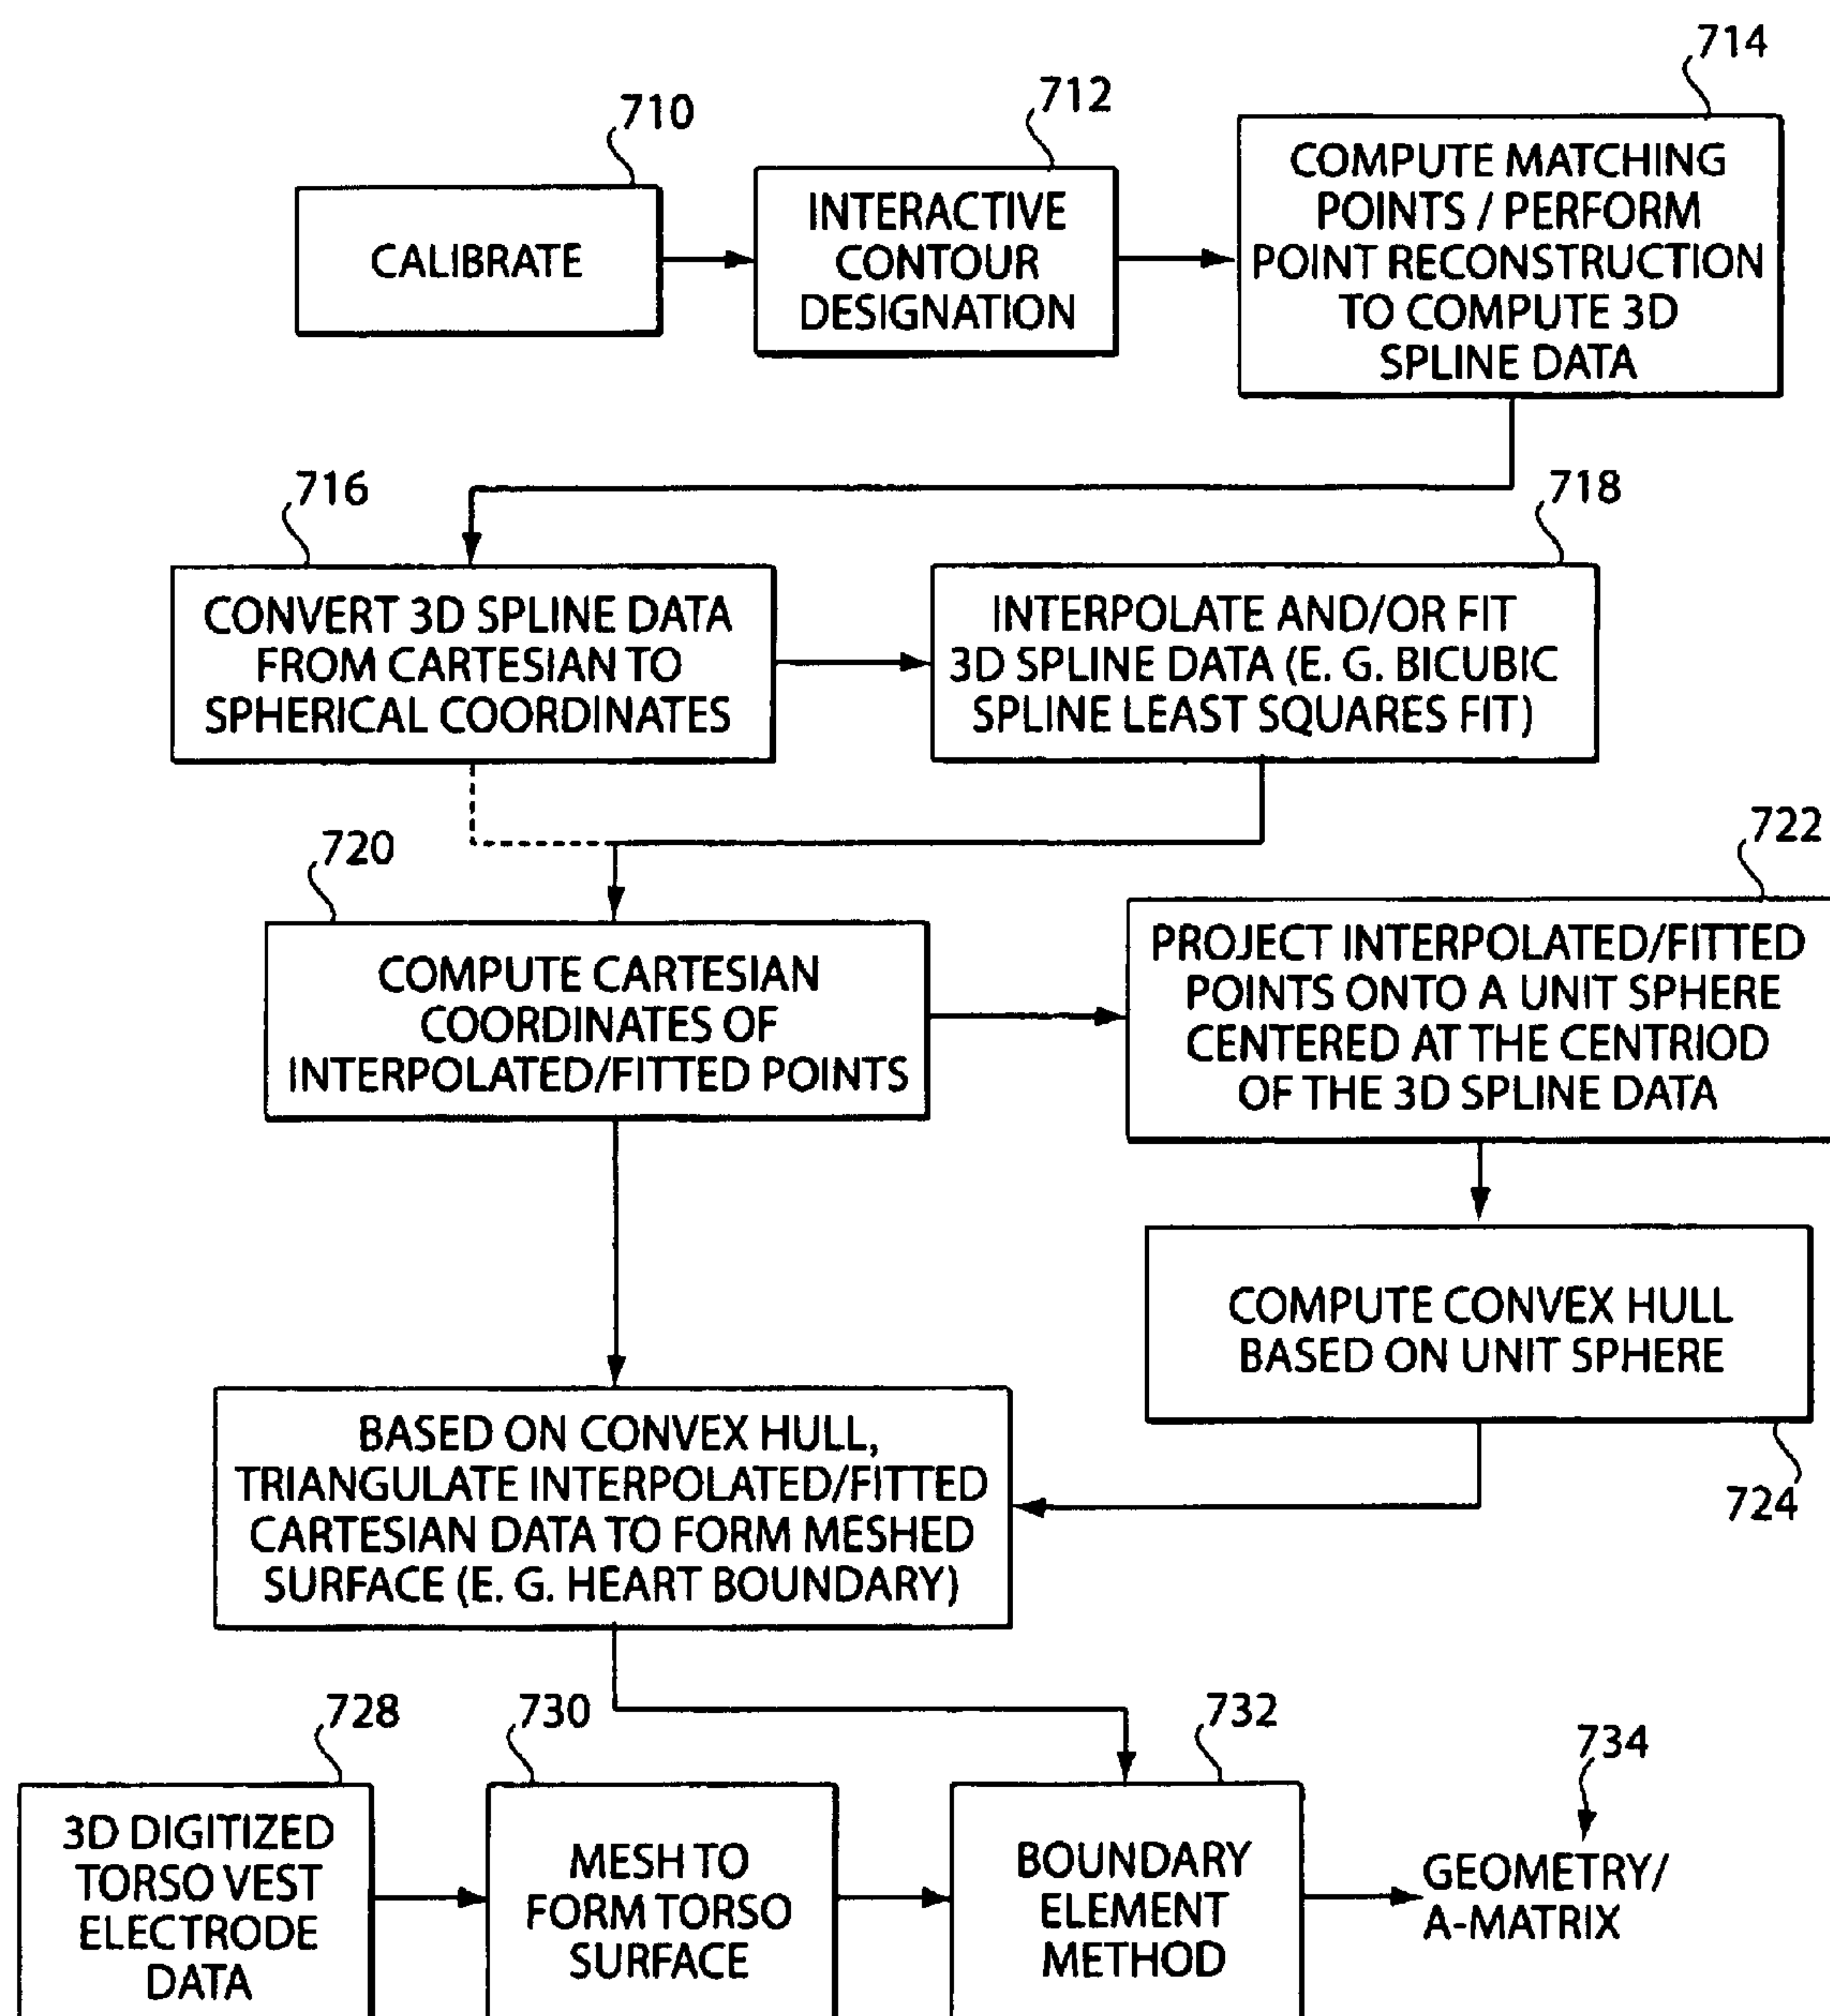 714
710
712
CALIBRATE
INTERACTIVE
CONTOUR
DESIGNATION
COMPUTE MATCHING
POINTS / PERFORM
POINT RECONSTRUCTION
TO COMPUTE 3D
SPLINE DATA
716
718
CONVERT 3D SPLINE DATA
FROM CARTESIAN TO
SPHERICAL COORDINATES
INTERPOLATE AND/OR FIT
3D SPLINE DATA (E. G. BICUBIC
SPLINE LEAST SQUARES FIT)
720
722
COMPUTE CARTESIAN
COORDINATES OF
INTERPOLATED/FITTED POINTS
PROJECT INTERPOLATED/FITTED
POINTS ONTO A UNIT SPHERE
CENTERED AT THE CENTRIOD
OF THE 3D SPLINE DATA
COMPUTE CONVEX HULL
BASED ON UNIT SPHERE
724
BASED ON CONVEX HULL,
TRIANGULATE INTERPOLATED/FITTED
CARTESIAN DATA TO FORM MESHED
SURFACE (E. G. HEART BOUNDARY)
728
730
732
734
3D DIGITIZED
TORSO VEST
ELECTRODE
DATA
MESH TO
FORM TORSO
SURFACE
BOUNDARY
ELEMENT
METHOD
GEOMETRY/
A-MATRIX